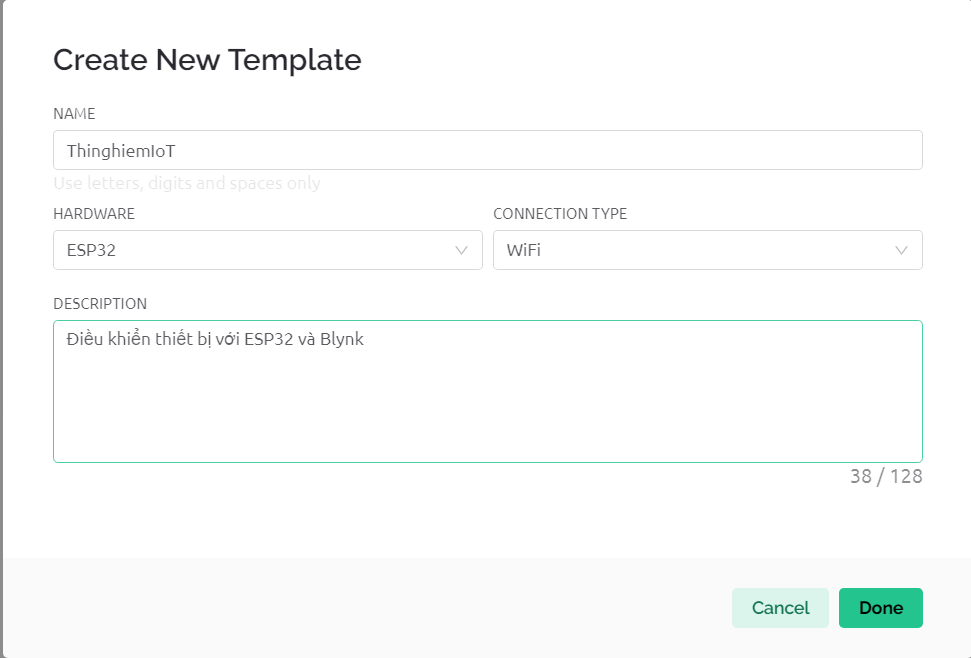 Create New Template
NAME
ThinghiemIoT
Use letters, digits and spaces only
HARDWARE
CONNECTION TYPE
ESP32
WiFi
DESCRIPTION
Điều khiển thiết bị với ESP32 và Blynk
38 / 128
Cancel
Done